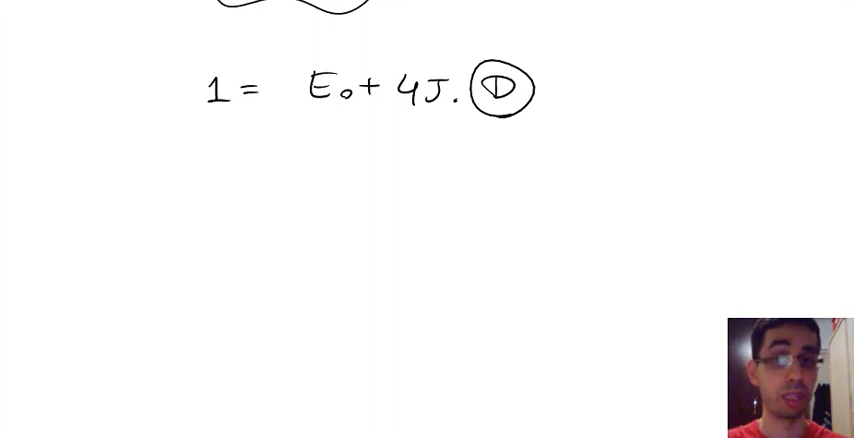 1 = E₀ + 4J. D